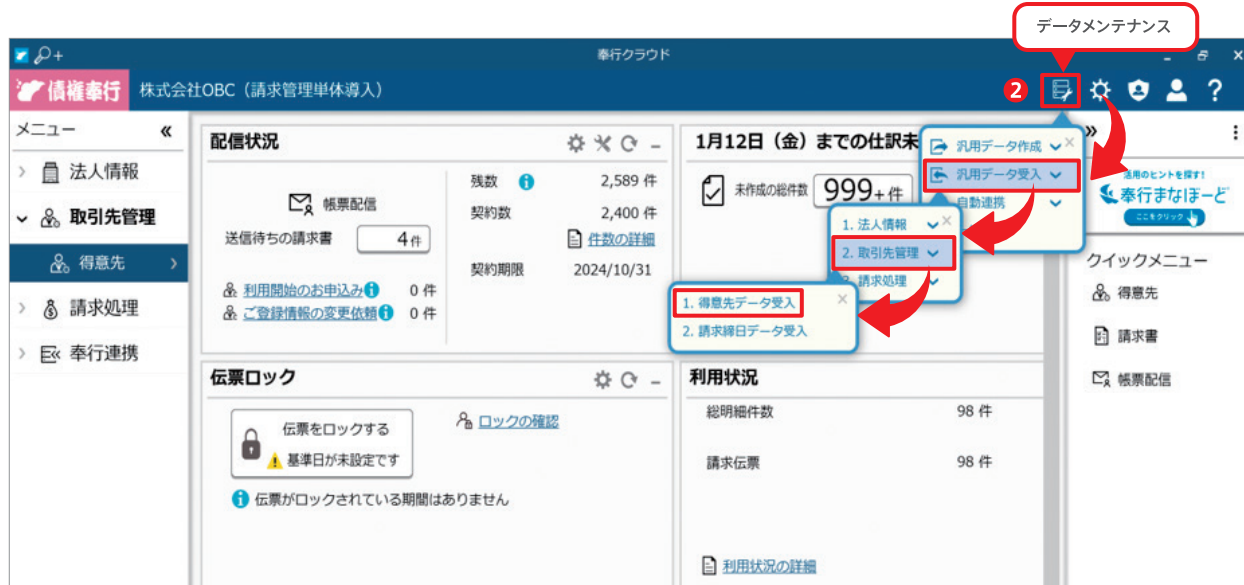 データメンテナンス
奉行クラウド
債権奉行
株式会社OBC（請求管理単体導入）
2
メニュー
法人情報
取引先管理
得意先
請求処理
奉行連携
配信状況
帳票配信
送信待ちの請求書
4件
利用開始のお申込み
0 件
ご登録情報の変更依頼
0 件
残数
2,589 件
契約数
2,400 件
件数の詳細
契約期限
2024/10/31
1月12日（金）までの仕訳未
未作成の総件数
999+件
汎用データ作成
汎用データ受入
自動連携
1. 法人情報
2. 取引先管理
請求処理
1. 得意先データ受入
2. 請求締日データ受入
伝票ロック
伝票をロックする
基準日が未設定です
ロックの確認
伝票がロックされている期間はありません
利用状況
総明細件数
98 件
請求伝票
98 件
利用状況の詳細
活用のヒントを探す!
奉行まなぼーど
ここをクリック
クイックメニュー
得意先
請求書
帳票配信